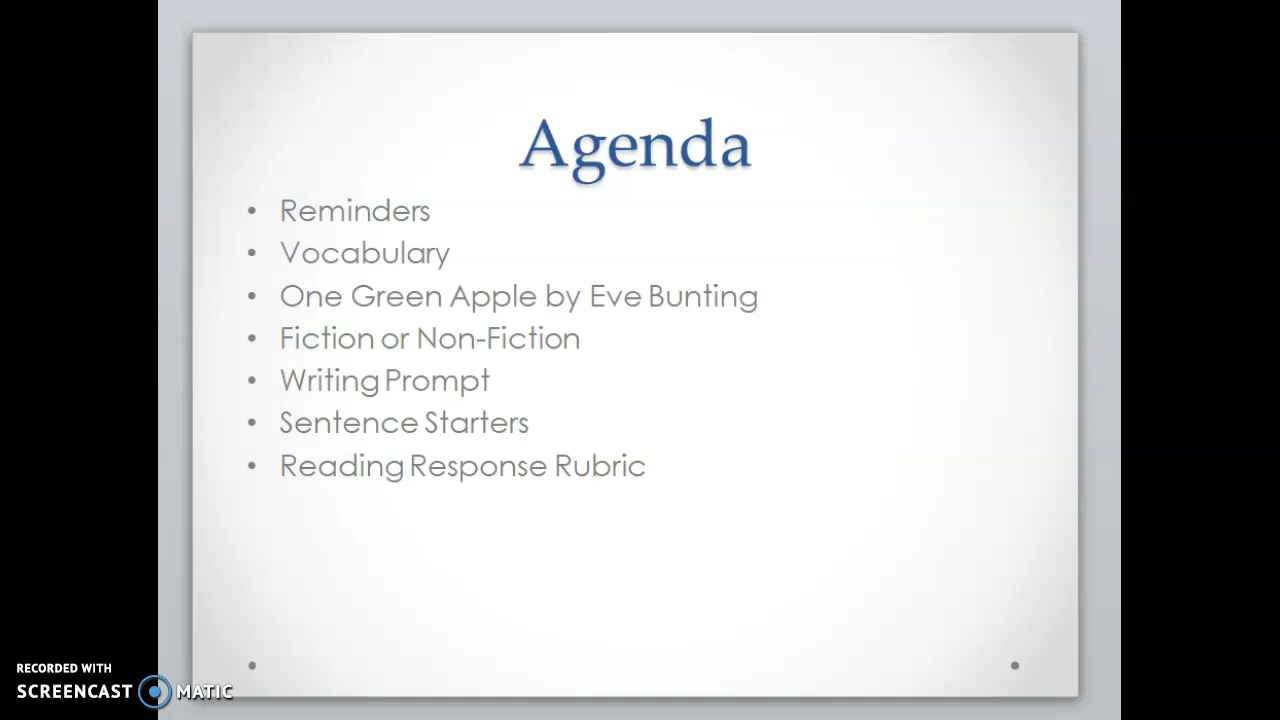 Agenda
• Reminders
• Vocabulary
• One Green Apple by Eve Bunting
• Fiction or Non-Fiction
• Writing Prompt
• Sentence Starters
• Reading Response Rubric
RECORDED WITH
SCREENCAST MATIC